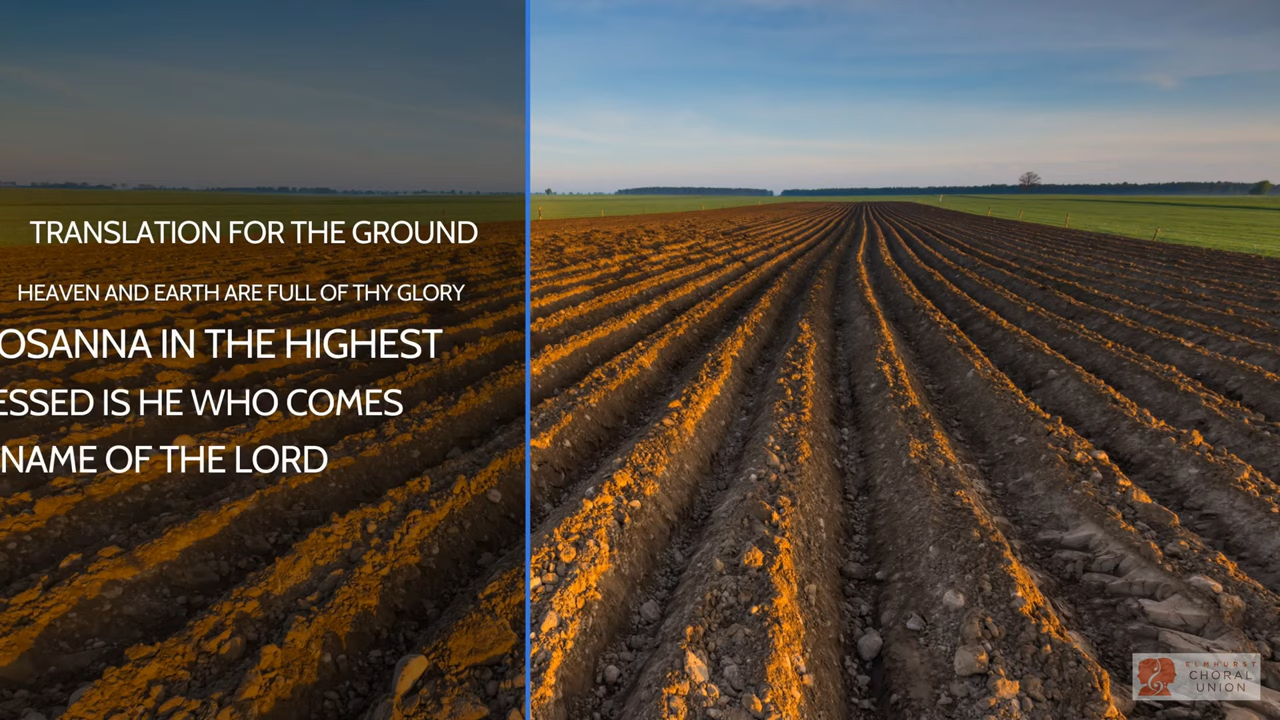 TRANSLATION FOR THE GROUND
HEAVEN AND EARTH ARE FULL OF THY GLORY
OSANNA IN THE HIGHEST
ESSED IS HE WHO COMES
NAME OF THE LORD
ELMHURST
CHORAL
UNION